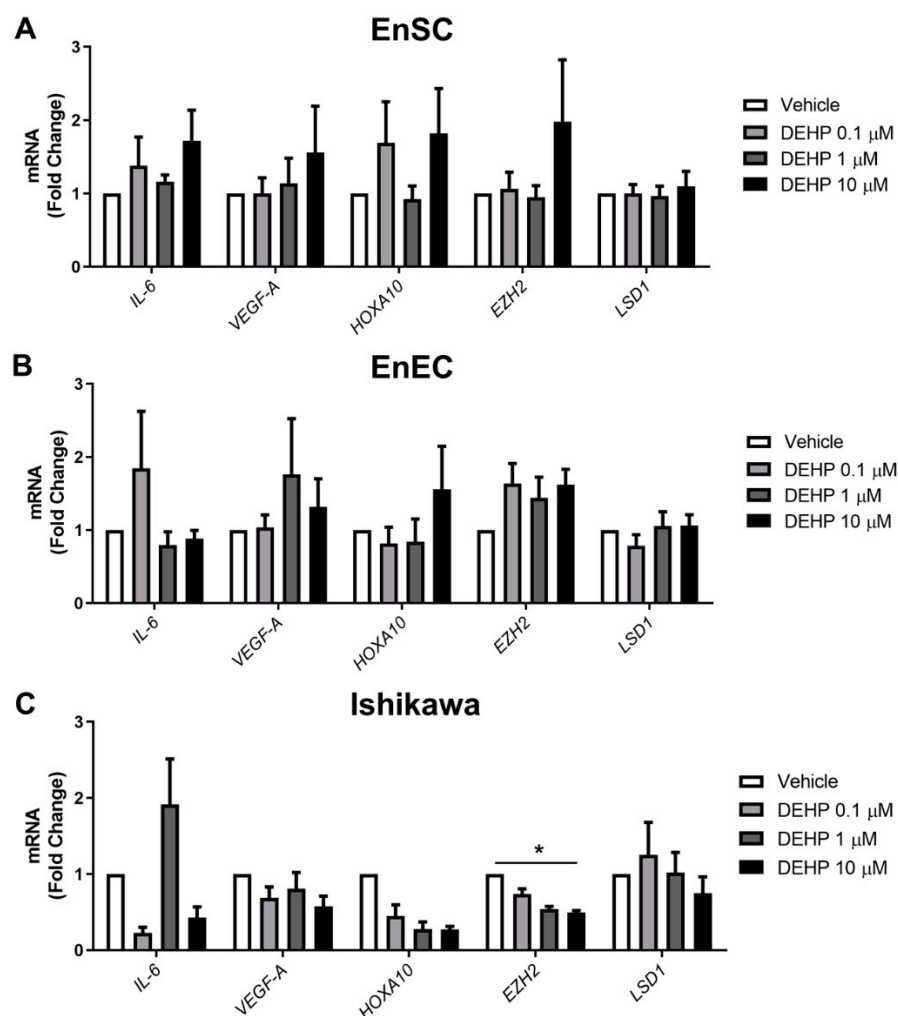 A
EnSC
mRNA
(Fold Change)
3
2
1
0
IL-6
VEGF-A
HOXA10
EZH2
LSD1
Vehicle
DEHP 0.1 μM
DEHP 1 μM
DEHP 10 μM
B
EnEC
mRNA
(Fold Change)
3
2
1
0
IL-6
VEGF-A
HOXA10
EZH2
LSD1
Vehicle
DEHP 0.1 μM
DEHP 1 μM
DEHP 10 μM
C
Ishikawa
mRNA
(Fold Change)
3
2
1
0
*
IL-6
VEGF-A
HOXA10
EZH2
LSD1
Vehicle
DEHP 0.1 μM
DEHP 1 μM
DEHP 10 μM